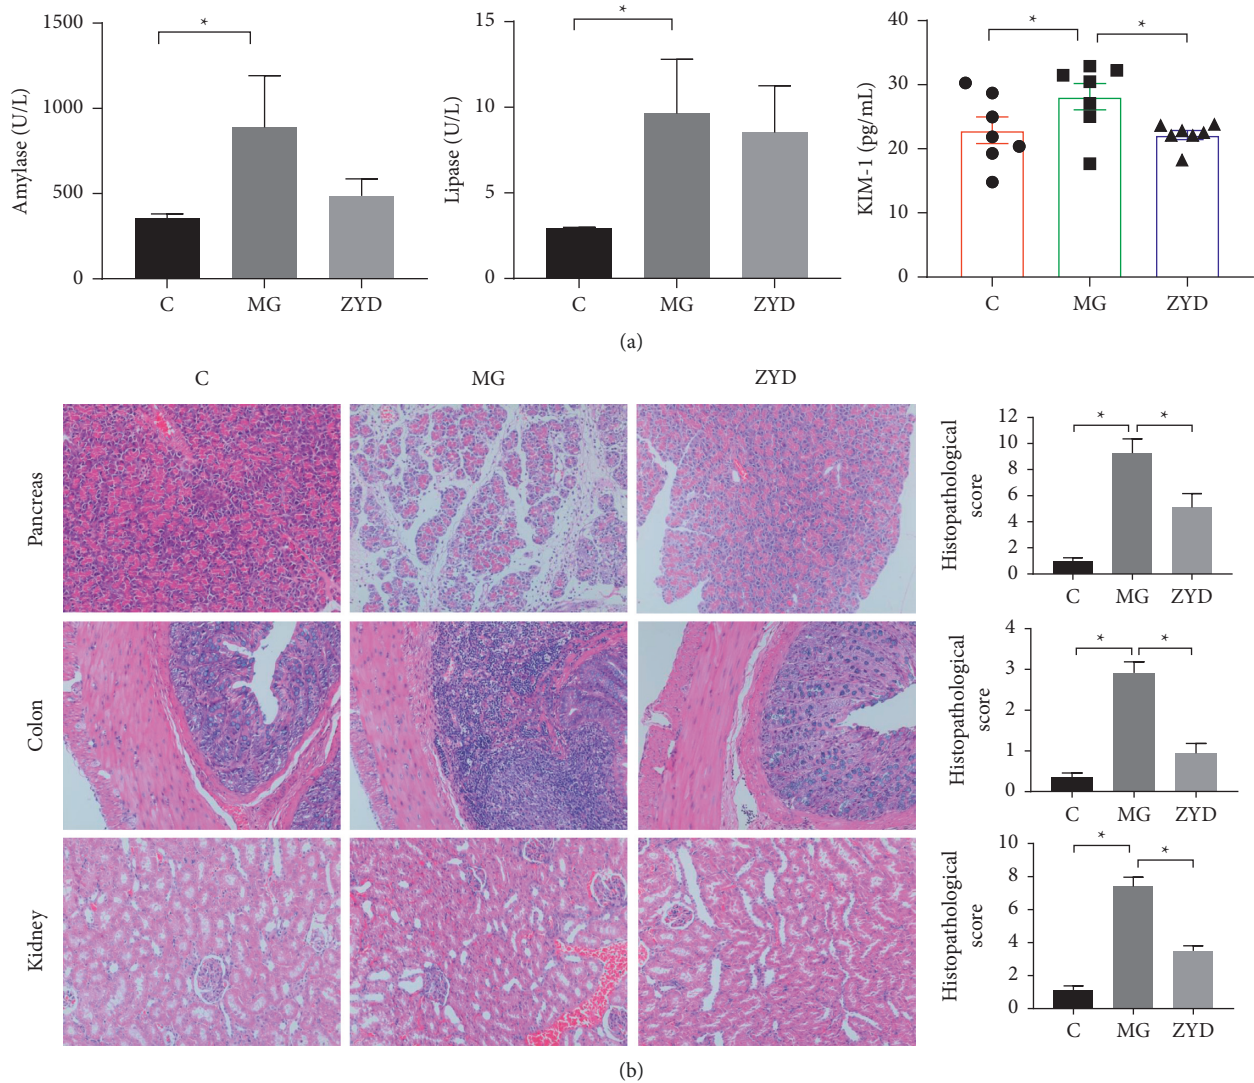 Amylase (U/L)
1500
1000
500
0
*
C MG ZYD
Lipase (U/L)
15
10
5
0
*
C MG ZYD
KIM-1 (pg/mL)
40
30
20
10
0
* *
C MG ZYD
(a)
C MG ZYD
Pancreas
Histopathological
score
12
10
8
6
4
2
0
* *
C MG ZYD
Colon
Histopathological
score
4
3
2
1
0
* *
C MG ZYD
Kidney
Histopathological
score
8
6
4
2
0
* *
C MG ZYD
(b)